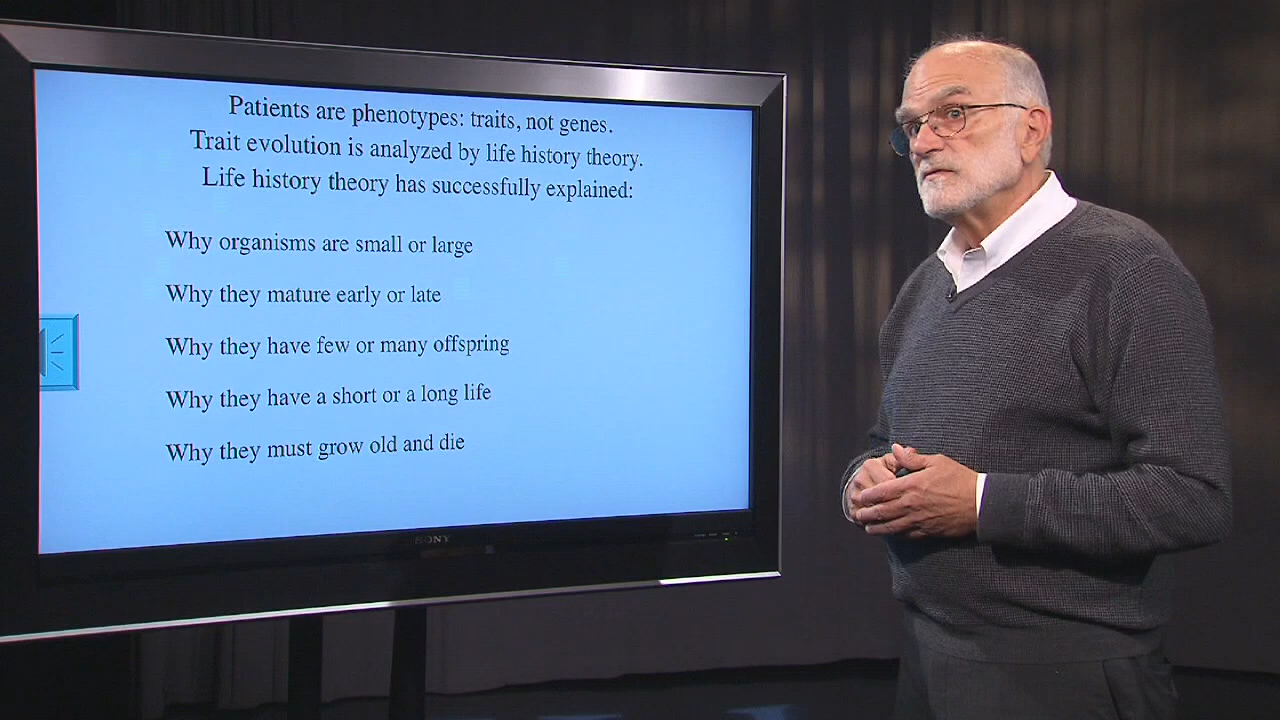 Patients are phenotypes: traits, not genes.
Trait evolution is analyzed by life history theory.
Life history theory has successfully explained:
Why organisms are small or large
Why they mature early or late
Why they have few or many offspring
Why they have a short or a long life
Why they must grow old and die
SONY